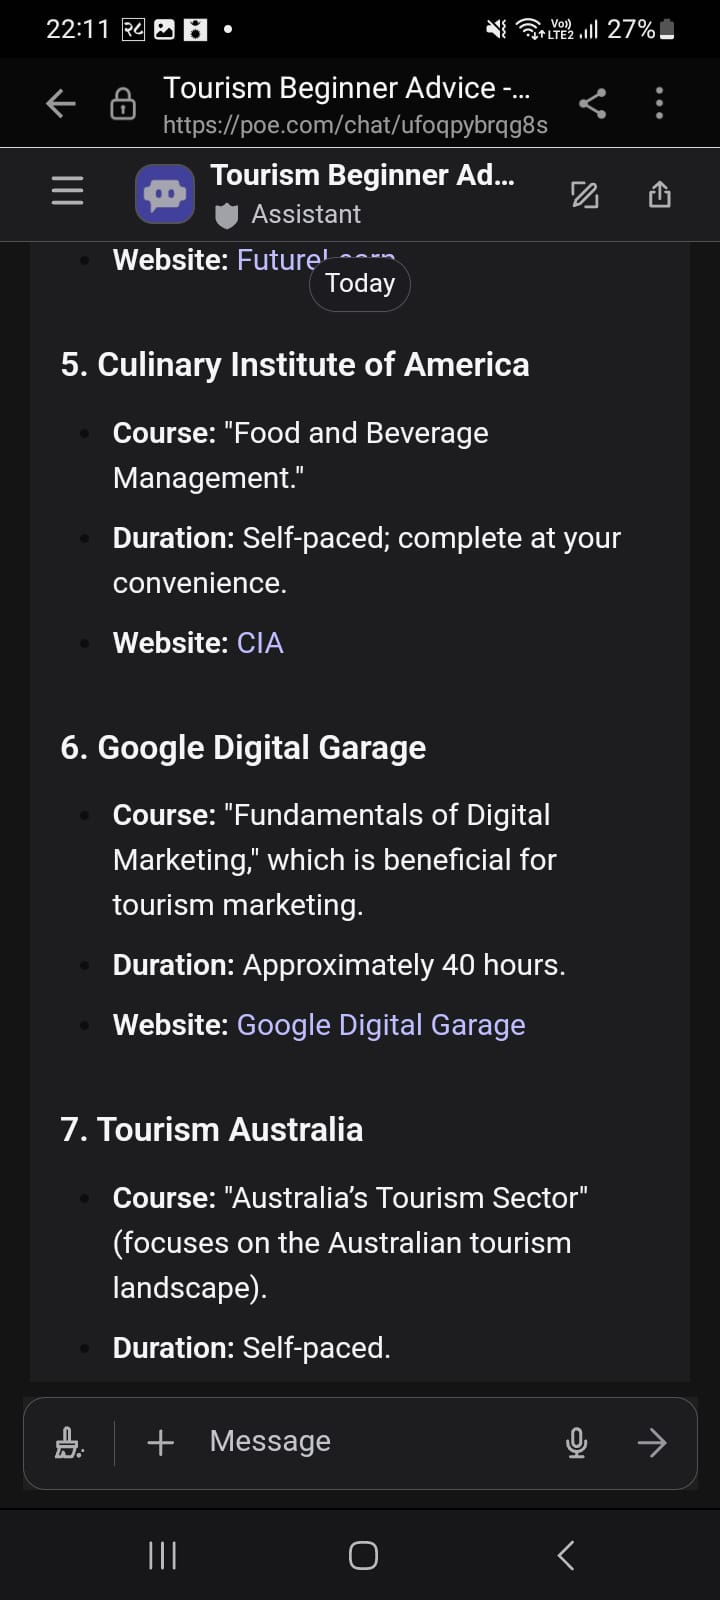 22:11
27%
Vo))
LTE2
Tourism Beginner Advice -...
https://poe.com/chat/ufoqpybrqg8s
Tourism Beginner Ad...
Assistant
Website: FutureLearn
Today
5. Culinary Institute of America
Course: "Food and Beverage
Management."
Duration: Self-paced; complete at your
convenience.
Website: CIA
6. Google Digital Garage
Course: "Fundamentals of Digital
Marketing," which is beneficial for
tourism marketing.
Duration: Approximately 40 hours.
Website: Google Digital Garage
7. Tourism Australia
Course: "Australia’s Tourism Sector"
(focuses on the Australian tourism
landscape).
Duration: Self-paced.
Message